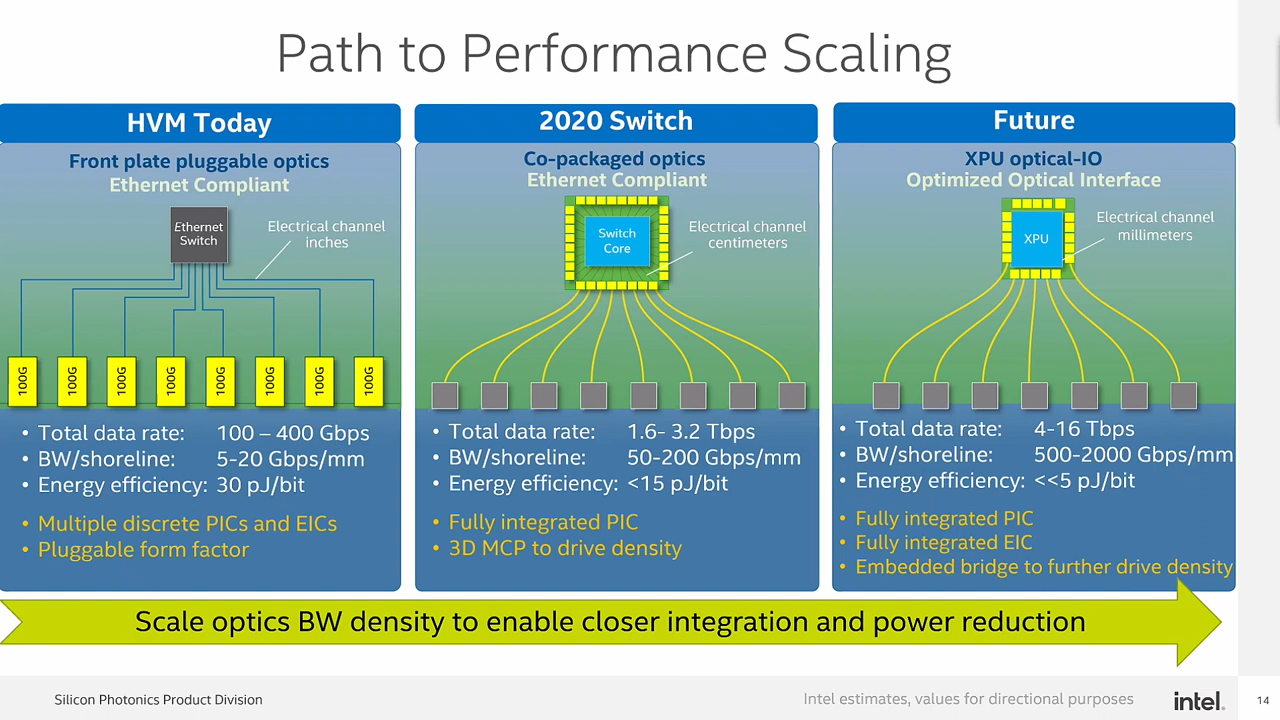 Path to Performance Scaling
HVM Today
Front plate pluggable optics
Ethernet Compliant
Ethernet
Switch
Electrical channel
inches
100G
100G
100G
100G
100G
100G
100G
100G
• Total data rate: 100 – 400 Gbps
• BW/shoreline: 5-20 Gbps/mm
• Energy efficiency: 30 pJ/bit
• Multiple discrete PICs and EICs
• Pluggable form factor
2020 Switch
Co-packaged optics
Ethernet Compliant
Switch
Core
Electrical channel
centimeters
• Total data rate: 1.6- 3.2 Tbps
• BW/shoreline: 50-200 Gbps/mm
• Energy efficiency: <15 pJ/bit
• Fully integrated PIC
• 3D MCP to drive density
Future
XPU optical-IO
Optimized Optical Interface
XPU
Electrical channel
millimeters
• Total data rate: 4-16 Tbps
• BW/shoreline: 500-2000 Gbps/mm
• Energy efficiency: <<5 pJ/bit
• Fully integrated PIC
• Fully integrated EIC
• Embedded bridge to further drive density
Scale optics BW density to enable closer integration and power reduction
Silicon Photonics Product Division
Intel estimates, values for directional purposes
intel.
14